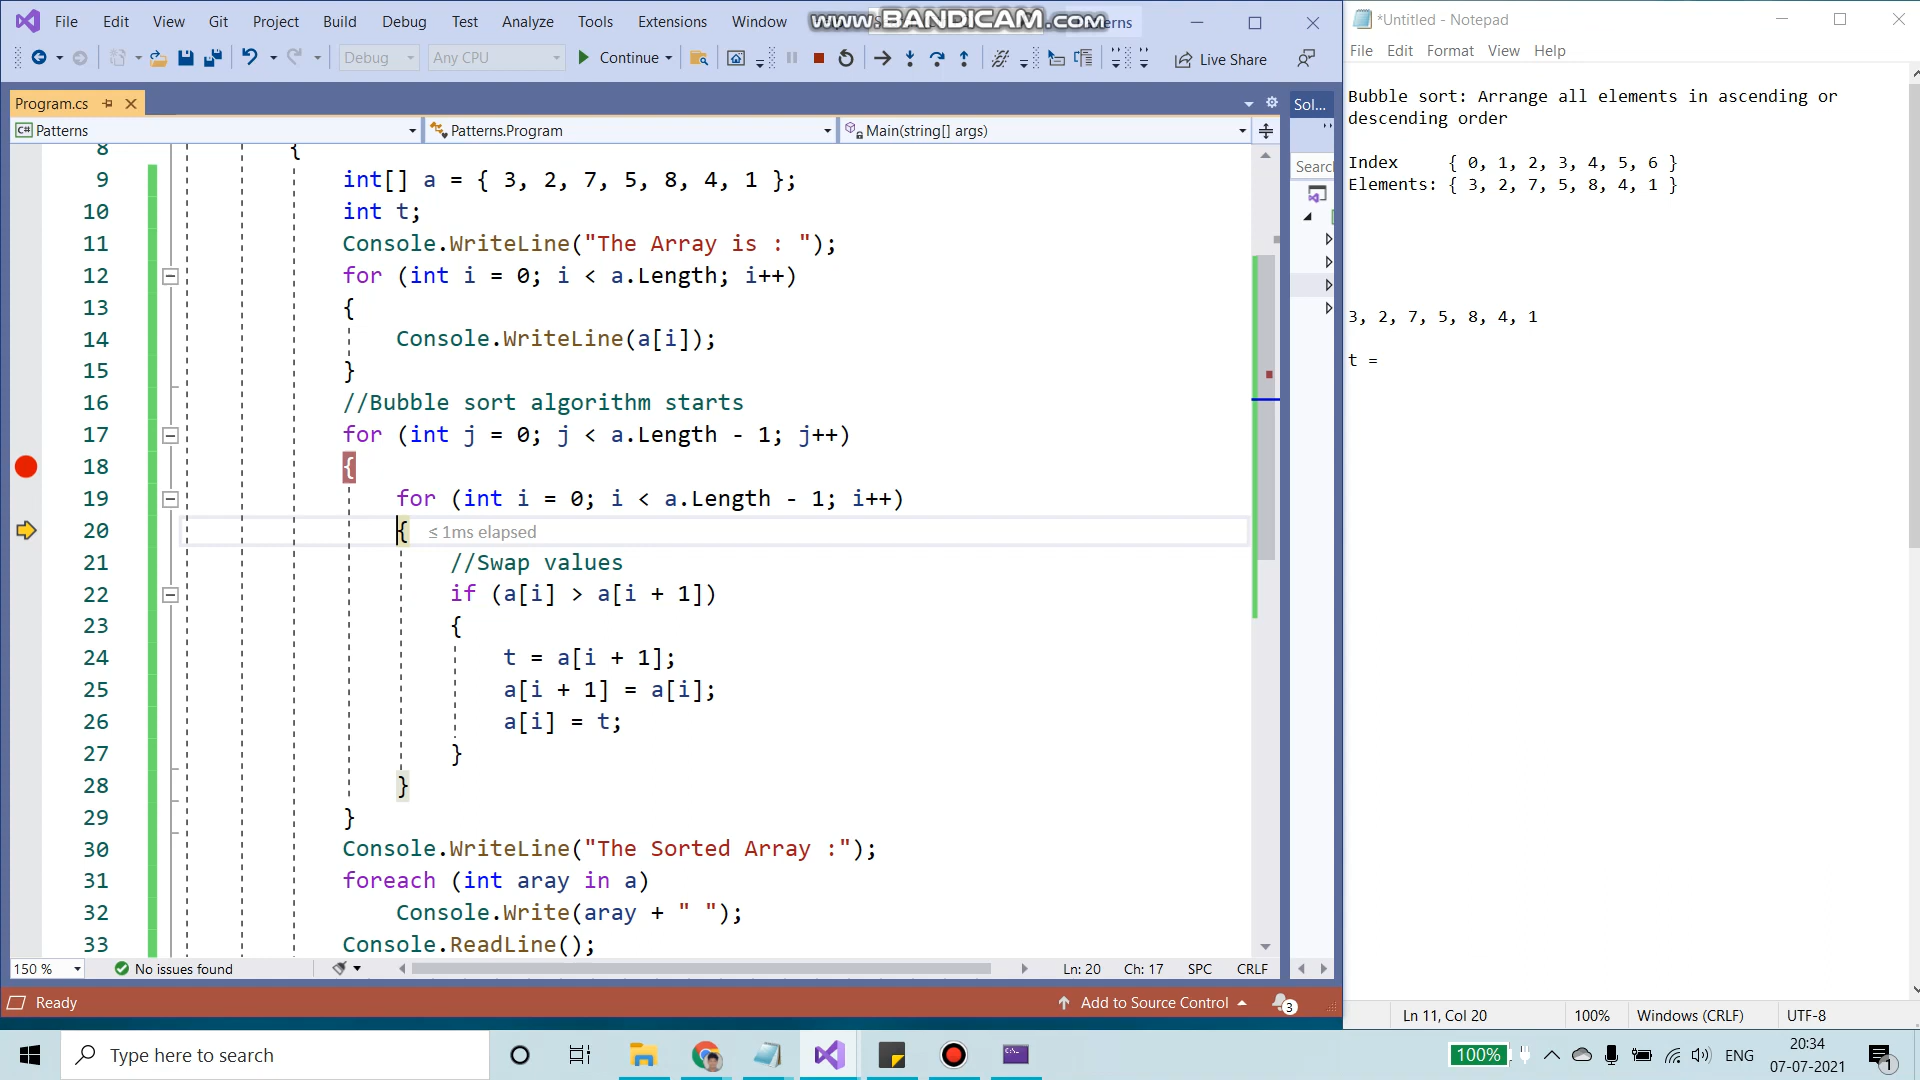 File Edit View Git Project Build Debug Test Analyze Tools Extensions Window
www.BANDICAM.com
Debug Any CPU Continue Live Share
Program.cs
Patterns Patterns.Program Main(string[] args)
Sol...
Search
8 {
9 int[] a = { 3, 2, 7, 5, 8, 4, 1 };
10 int t;
11 Console.WriteLine("The Array is : ");
12 for (int i = 0; i < a.Length; i++)
13 {
14 Console.WriteLine(a[i]);
15 }
16 //Bubble sort algorithm starts
17 for (int j = 0; j < a.Length - 1; j++)
18 {
19 for (int i = 0; i < a.Length - 1; i++)
20 { ≤ 1ms elapsed
21 //Swap values
22 if (a[i] > a[i + 1])
23 {
24 t = a[i + 1];
25 a[i + 1] = a[i];
26 a[i] = t;
27 }
28 }
29 }
30 Console.WriteLine("The Sorted Array :");
31 foreach (int aray in a)
32 Console.Write(aray + " ");
33 Console.ReadLine();
150 % No issues found Ln: 20 Ch: 17 SPC CRLF
Ready Add to Source Control 3
*Untitled - Notepad
File Edit Format View Help
Bubble sort: Arrange all elements in ascending or
descending order
Index { 0, 1, 2, 3, 4, 5, 6 }
Elements: { 3, 2, 7, 5, 8, 4, 1 }
3, 2, 7, 5, 8, 4, 1
t =
Ln 11, Col 20 100% Windows (CRLF) UTF-8
Type here to search
100% ENG 20:34
07-07-2021 1